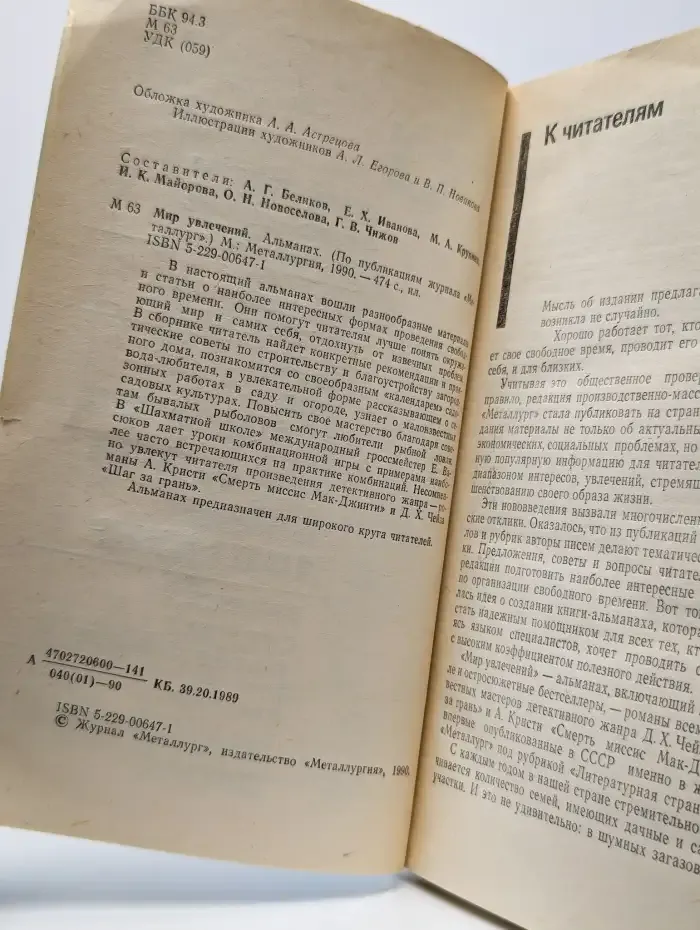 ББК 94.3
М 63
УДК (059)
Обложка художника А. А. Астрецова
Иллюстрации художников А. Л. Егорова и В. П. Новикова
Составители: А. Г. Беликов, Е. Х. Иванова, М. А.
И. К. Майорова, О. Н. Новоселова, Г. В. Чижов
М 63 Мир увлечений. Альманах. (По публикациям журнала «Ме-
таллург».) М.: Металлургия, 1990. — 474 с., ил.
ISBN 5-229-00647-1
В настоящий альманах вошли разнообразные материалы
и статьи о наиболее интересных формах проведения свобод-
ного времени. Они помогут читателям лучше понять окружа-
ющий мир и самих себя, отдохнуть от извечных проблем
В сборнике читатель найдет конкретные рекомендации и прак-
тические советы по строительству и благоустройству загород-
ного дома, познакомится со своеобразным «календарем» садо-
вода-любителя, в увлекательной форме рассказывающем о се-
зонных работах в саду и огороде, узнает о малоизвестных
садовых культурах. Повысить свое мастерство благодаря сове-
там бывалых рыболовов смогут любители рыбной ловли.
В «Шахматной школе» международный гроссмейстер Е. Ва-
сюков дает уроки комбинационной игры с примерами наибо-
лее часто встречающихся на практике комбинаций. Несомнен-
но увлекут читателя произведения детективного жанра — ро-
маны А. Кристи «Смерть миссис Мак-Джинти» и Д. Х. Чейза
«Шаг за грань».
Альманах предназначен для широкого круга читателей.
А 4702720600—141
040(01)—90 КБ. 39.20.1989
ISBN 5-229-00647-1
© Журнал «Металлург», издательство «Металлургия», 1990
К читателям
Мысль об издании предлага
возникла не случайно.
Хорошо работает тот, кто
ет свое свободное время, проводит его
себя, и для близких.
Учитывая это общественное провер
правило, редакция производственно-масс
«Металлург» стала публиковать на стран
дания материалы не только об актуальны
экономических, социальных проблемах, но
ную популярную информацию для читател
диапазоном интересов, увлечений, стремящ
шенствованию своего образа жизни.
Эти нововведения вызвали многочислен
ские отклики. Оказалось, что из публикаций
лов и рубрик авторы писем делают тематичес
ки. Предложения, советы и вопросы читате
редакции подготовить наиболее интересные
по организации свободного времени. Вот то
лась идея о создании книги-альманаха, котора
стать надежным помощником для всех тех, кт
ясь языком специалистов, хочет проводить с
с высоким коэффициентом полезного действия.
«Мир увлечений» — альманах, включающий
ле и остросюжетные бестселлеры, — романы всем
вестных мастеров детективного жанра Д. Х. Чей
за грань» и А. Кристи «Смерть миссис Мак-Д
впервые опубликованные в СССР именно в ж
«Металлург» под рубрикой «Литературная стран
С каждым годом в нашей стране стремительно
чивается количество семей, имеющих дачные и са
участки. И это не удивительно: в шумных загазов